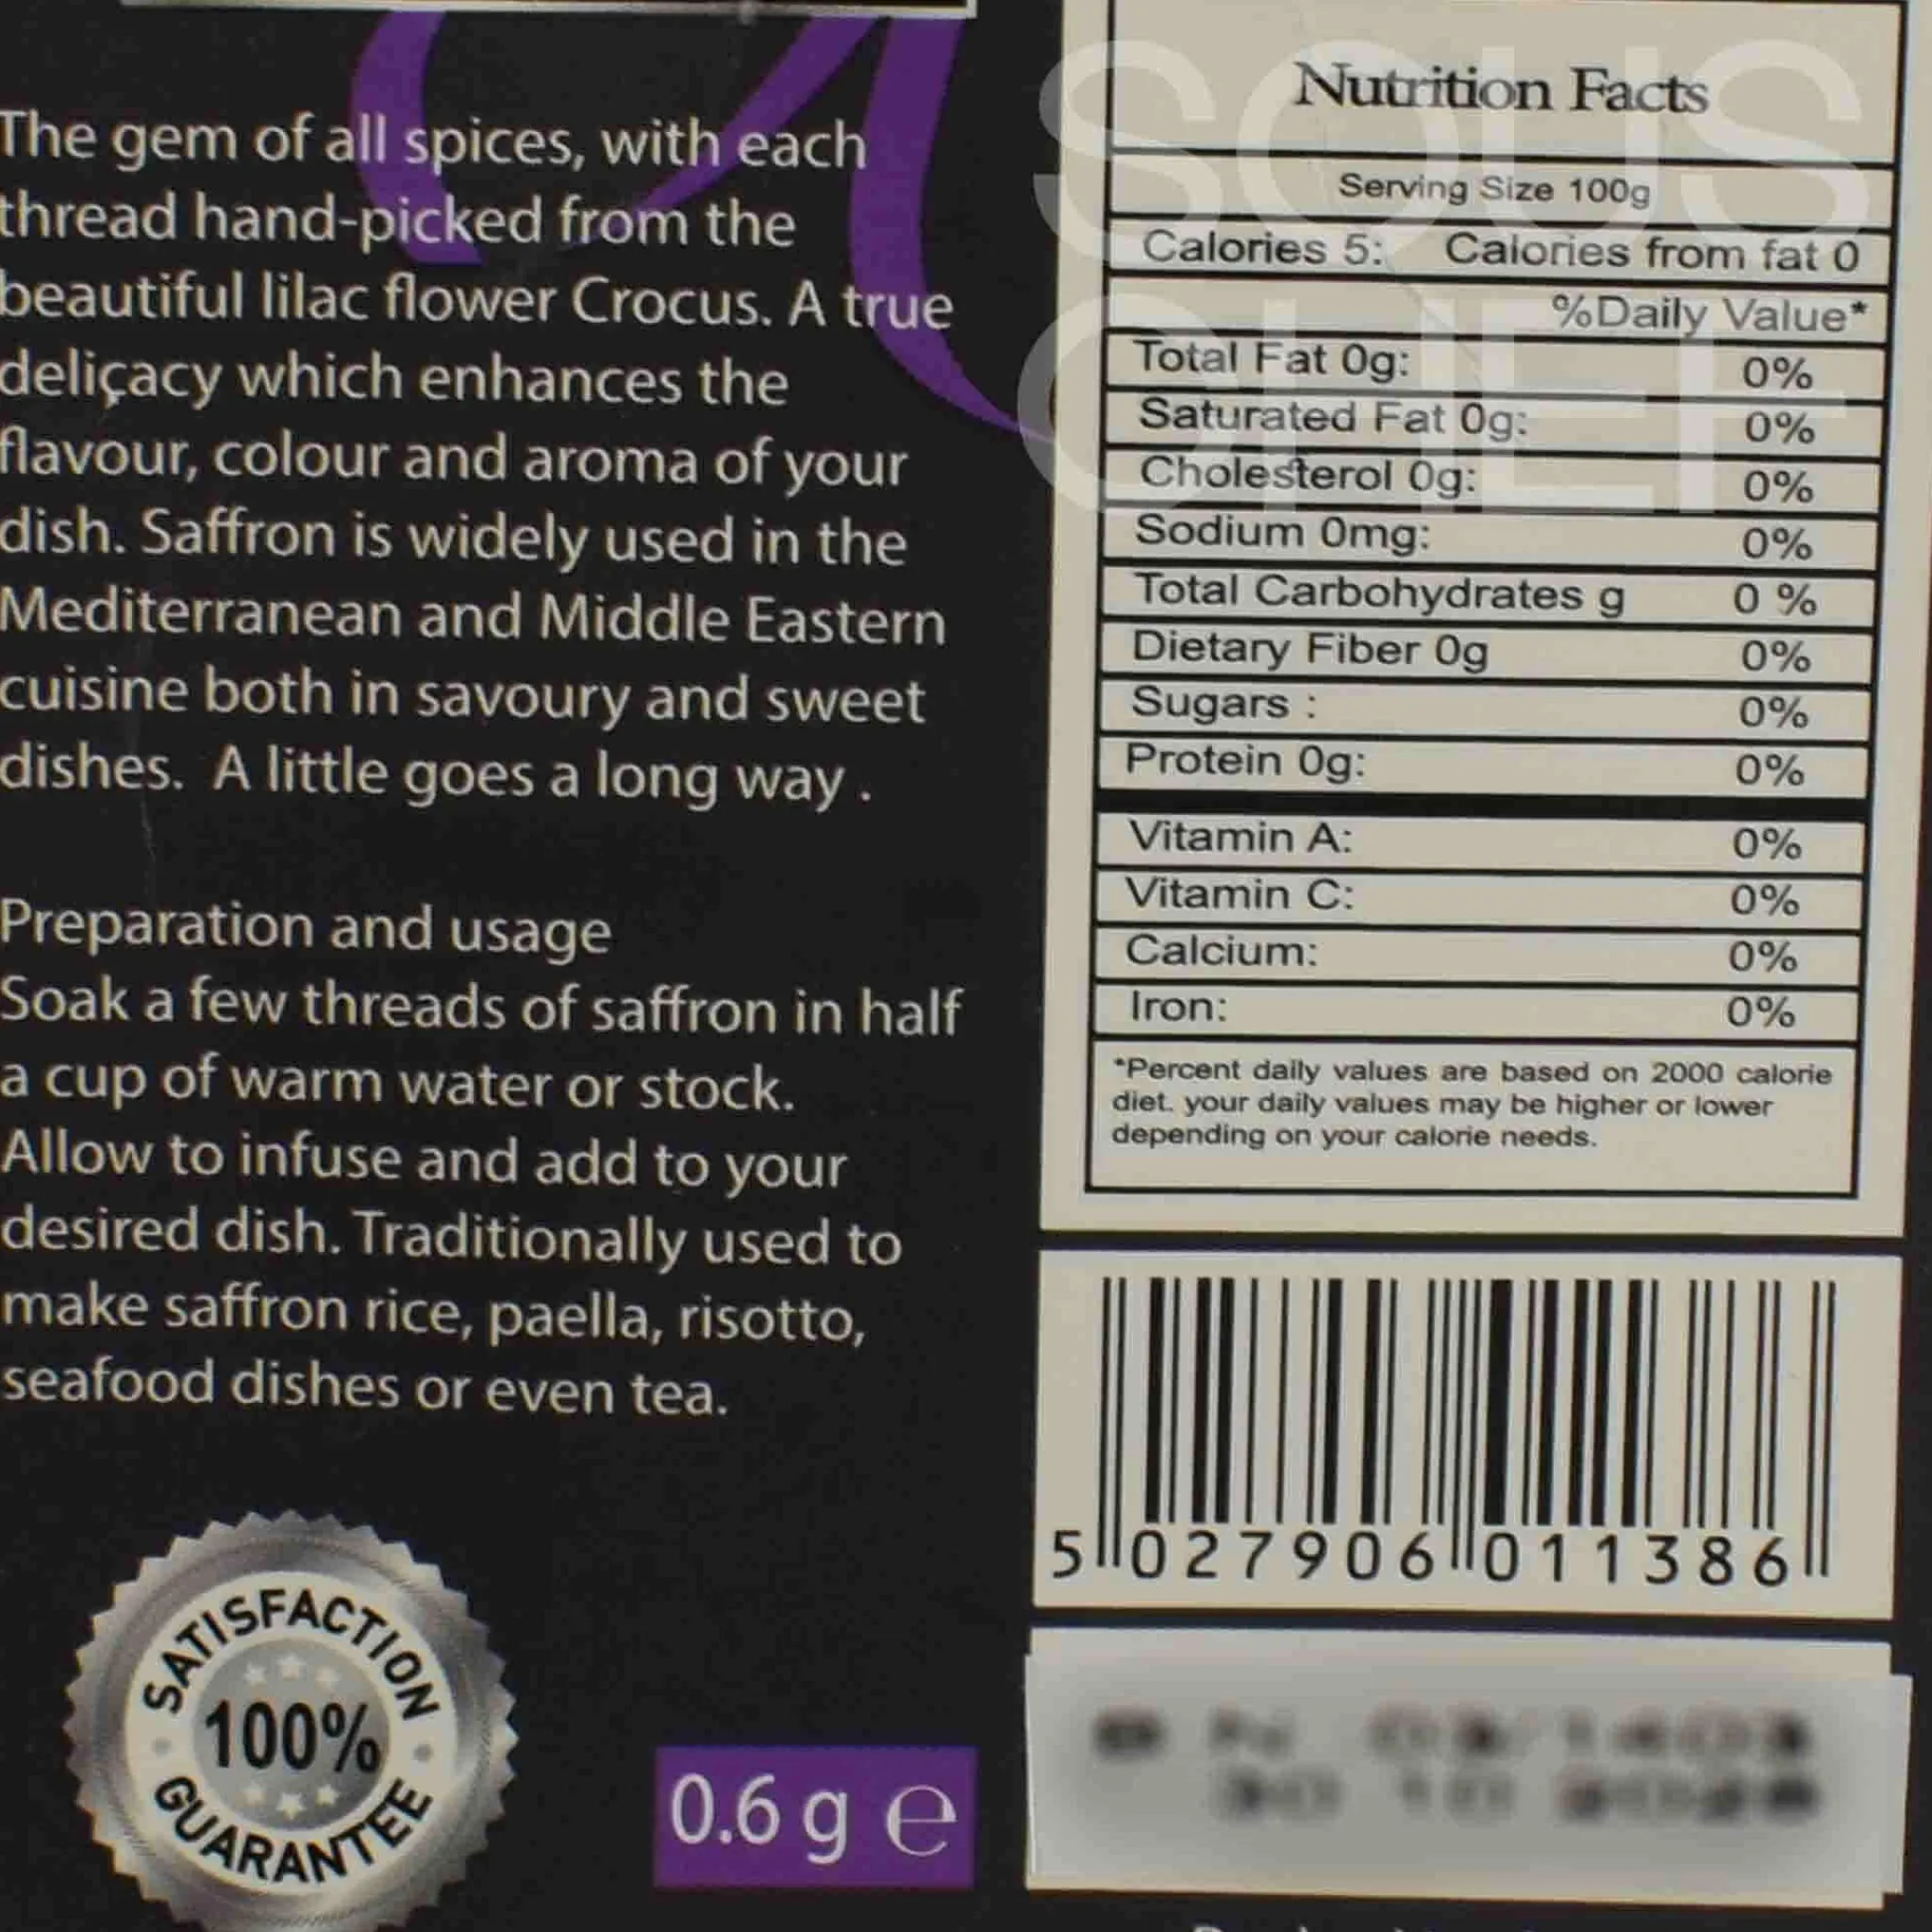 The gem of all spices, with each
thread hand-picked from the
beautiful lilac flower Crocus. A true
deliçacy which enhances the
flavour, colour and aroma of your
dish. Saffron is widely used in the
Mediterranean and Middle Eastern
cuisine both in savoury and sweet
dishes. A little goes a long way .
Preparation and usage
Soak a few threads of saffron in half
a cup of warm water or stock.
Allow to infuse and add to your
desired dish. Traditionally used to
make saffron rice, paella, risotto,
seafood dishes or even tea.
SATISFACTION
100%
GUARANTEE
0.6 g e
SOUS
CHEF
Nutrition Facts
Serving Size 100g
Calories 5: Calories from fat 0
%Daily Value*
Total Fat 0g: 0%
Saturated Fat 0g: 0%
Cholesterol 0g: 0%
Sodium 0mg: 0%
Total Carbohydrates g 0 %
Dietary Fiber 0g 0%
Sugars : 0%
Protein 0g: 0%
Vitamin A: 0%
Vitamin C: 0%
Calcium: 0%
Iron: 0%
*Percent daily values are based on 2000 calorie
diet. your daily values may be higher or lower
depending on your calorie needs.
5 027906 011386